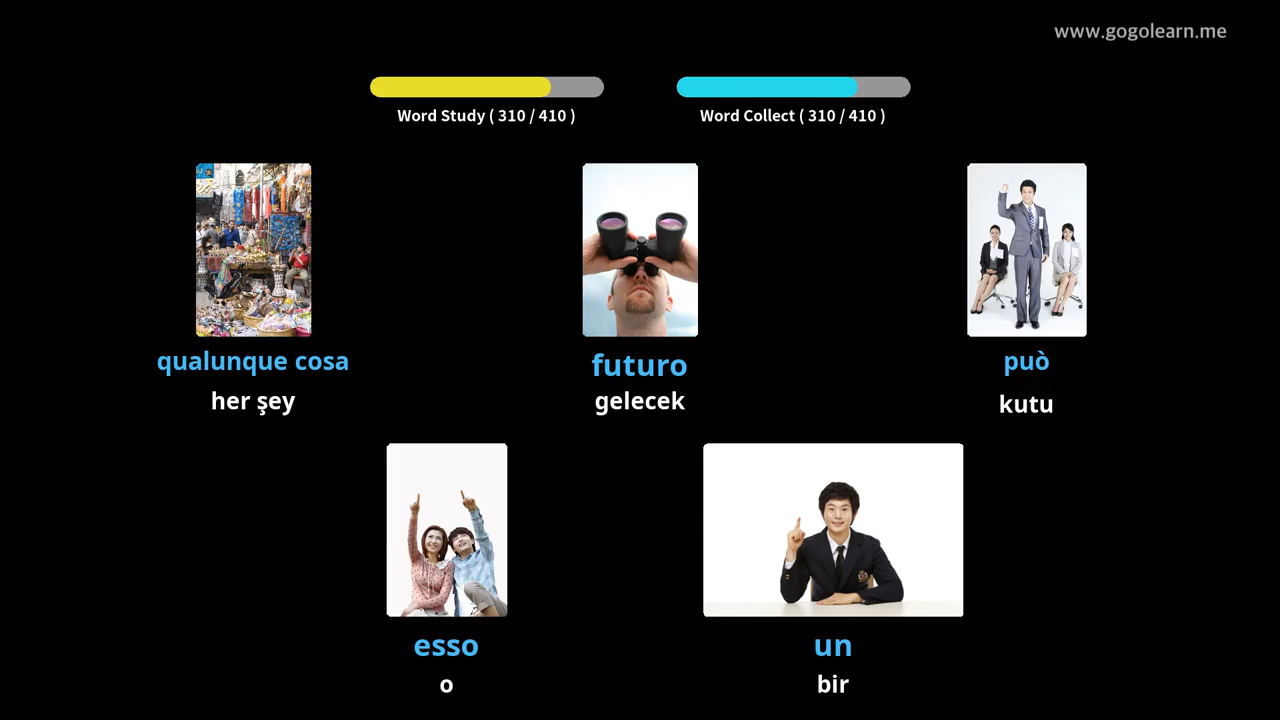 www.gogolearn.me
Word Study ( 310 / 410 )
Word Collect ( 310 / 410 )
qualunque cosa
her şey
futuro
gelecek
può
kutu
esso
o
un
bir